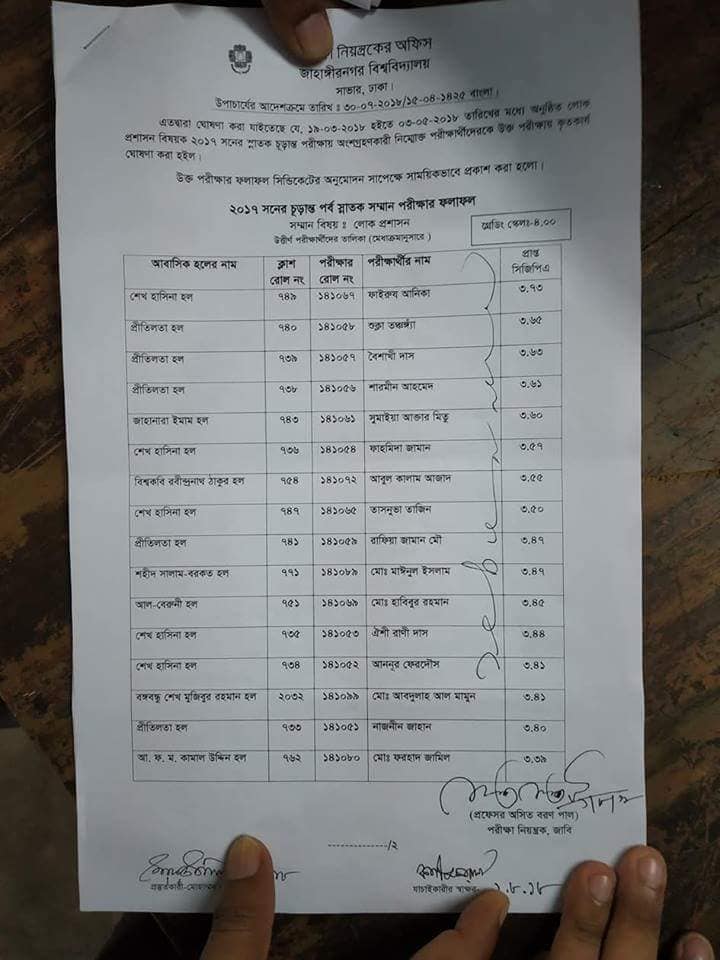 নিয়ন্ত্রকের অফিস
জাহাঙ্গীরনগর বিশ্ববিদ্যালয়
সাভার, ঢাকা।
উপাচার্যের আদেশক্রমে তারিখ ঃ ৩০-০৭-২০১৮/১৫-০৪-১৪২৫ বাংলা।
এতদ্বারা ঘোষণা করা যাইতেছে যে, ১৯-০৩-২০১৮ হইতে ০৩-০৫-২০১৮ তারিখের মধ্যে অনুষ্ঠিত লোক
প্রশাসন বিষয়ক ২০১৭ সনের স্নাতক চূড়ান্ত পরীক্ষায় অংশগ্রহণকারী নিম্নোক্ত পরীক্ষার্থীদেরকে উক্ত পরীক্ষায় কৃতকার্য
ঘোষণা করা হইল।
উক্ত পরীক্ষার ফলাফল সিন্ডিকেটের অনুমোদন সাপেক্ষে সাময়িকভাবে প্রকাশ করা হলো।
২০১৭ সনের চূড়ান্ত পর্ব স্নাতক সম্মান পরীক্ষার ফলাফল
সম্মান বিষয় ঃ লোক প্রশাসন
গ্রেডিং স্কেলঃ-৪.০০
উত্তীর্ণ পরীক্ষার্থীদের তালিকা (মেধাক্রমানুসারে)
আবাসিক হলের নাম ক্লাশ রোল নং পরীক্ষার রোল নং পরীক্ষার্থীর নাম প্রাপ্ত সিজিপিএ
শেখ হাসিনা হল ৭৪৯ ১৪১০৬৭ ফাইরুয আনিকা ৩.৭৩
প্রীতিলতা হল ৭৪০ ১৪১০৫৮ শুক্লা তঞ্চঙ্গ্যাঁ ৩.৬৫
প্রীতিলতা হল ৭৩৯ ১৪১০৫৭ বৈশাখী দাস ৩.৬৩
প্রীতিলতা হল ৭৩৮ ১৪১০৫৬ শারমীন আহমেদ ৩.৬১
জাহানারা ইমাম হল ৭৪৩ ১৪১০৬১ সুমাইয়া আক্তার মিতু ৩.৬০
শেখ হাসিনা হল ৭৩৬ ১৪১০৫৪ ফাহমিদা জামান ৩.৫৭
বিশ্বকবি রবীন্দ্রনাথ ঠাকুর হল ৭৫৪ ১৪১০৭২ আবুল কালাম আজাদ ৩.৫৫
শেখ হাসিনা হল ৭৪৭ ১৪১০৬৫ তাসনুভা তাজিন ৩.৫০
প্রীতিলতা হল ৭৪১ ১৪১০৫৯ রাফিয়া জামান মৌ ৩.৪৭
শহীদ সালাম-বরকত হল ৭৭১ ১৪১০৮৯ মোঃ মাঈনুল ইসলাম ৩.৪৭
আল-বেরুনী হল ৭৫১ ১৪১০৬৯ মোঃ হাবিবুর রহমান ৩.৪৫
শেখ হাসিনা হল ৭৩৫ ১৪১০৫৩ ঐশী রাণী দাস ৩.৪৪
শেখ হাসিনা হল ৭৩৪ ১৪১০৫২ আননূর ফেরদৌস ৩.৪১
বঙ্গবন্ধু শেখ মুজিবুর রহমান হল ২০৩২ ১৪১০৯৯ মোঃ আবদুলাহ আল মামুন ৩.৪১
প্রীতিলতা হল ৭৩৩ ১৪১০৫১ নাজনীন জাহান ৩.৪০
আ. ফ. ম. কামাল উদ্দিন হল ৭৬২ ১৪১০৮০ মোঃ ফরহাদ জামিল ৩.৩৯
(প্রফেসর অসিত বরণ পাল)
পরীক্ষা নিয়ন্ত্রক, জাবি
-------------/২
প্রস্তুতকারী-মোহাম্মদ
যাচাইকারীর স্বাক্ষর-